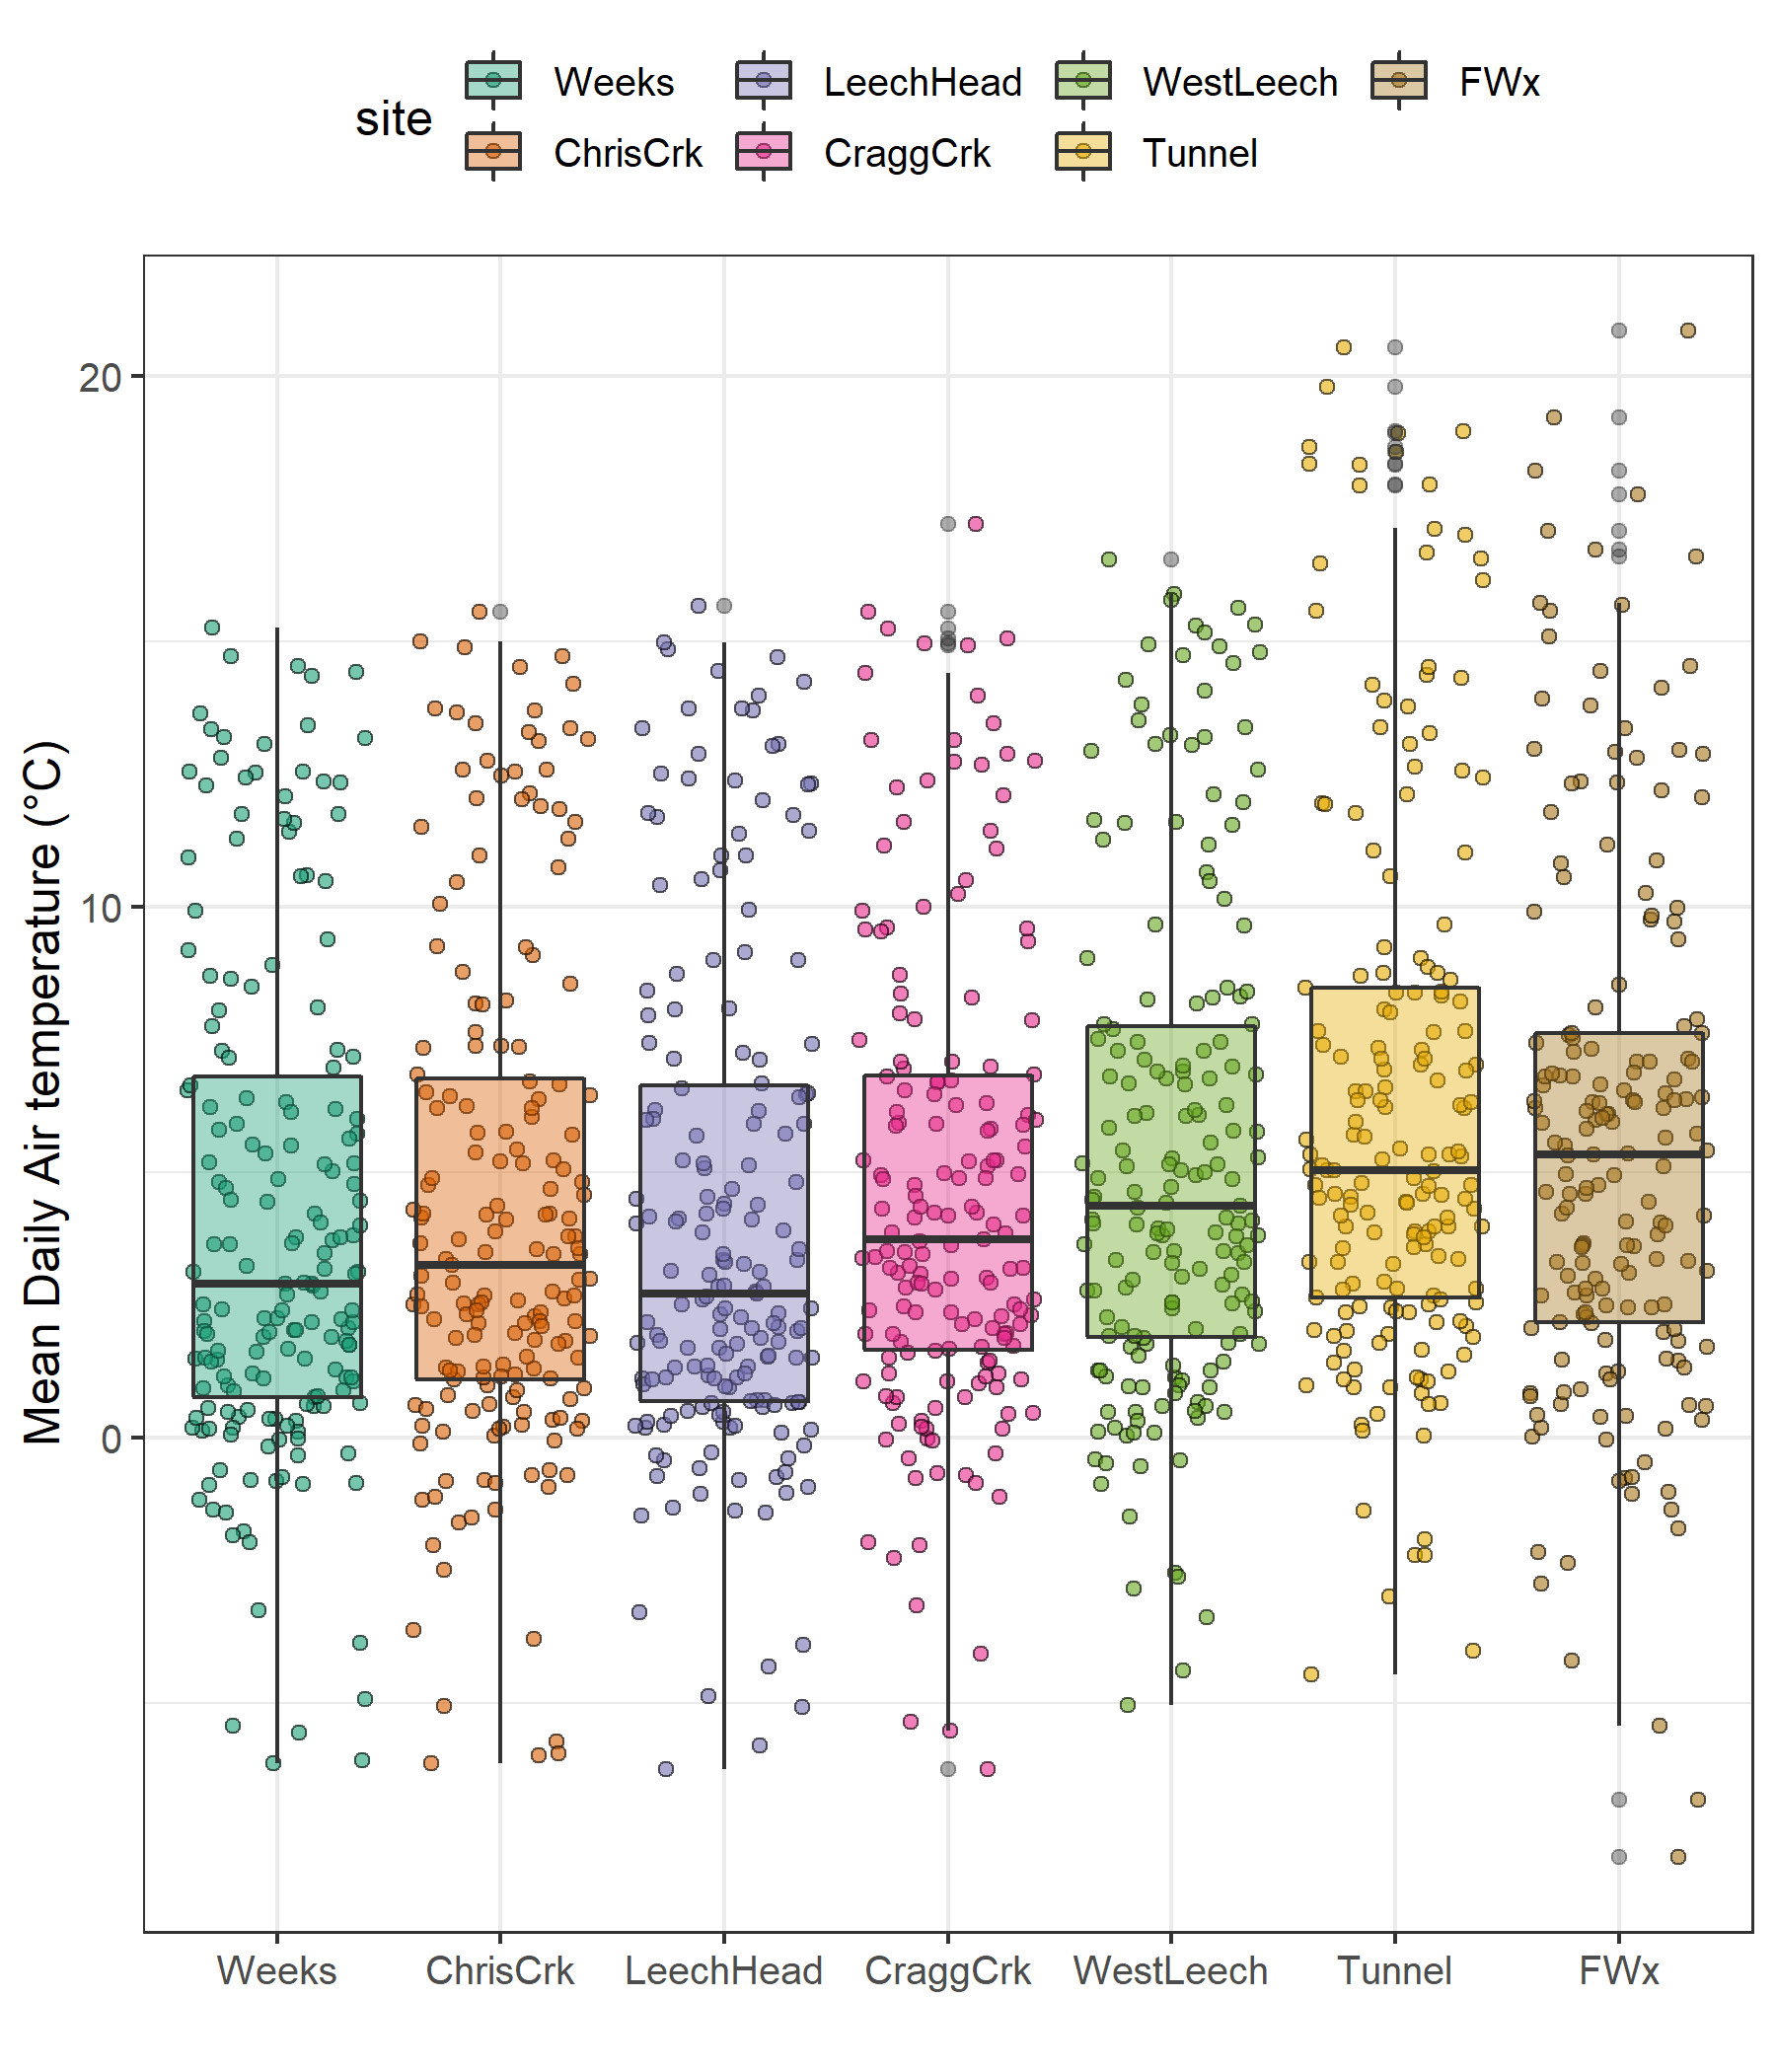 site
Weeks LeechHead WestLeech FWx
ChrisCrk CraggCrk Tunnel
Mean Daily Air temperature (°C)
20
10
0
Weeks ChrisCrk LeechHead CraggCrk WestLeech Tunnel FWx